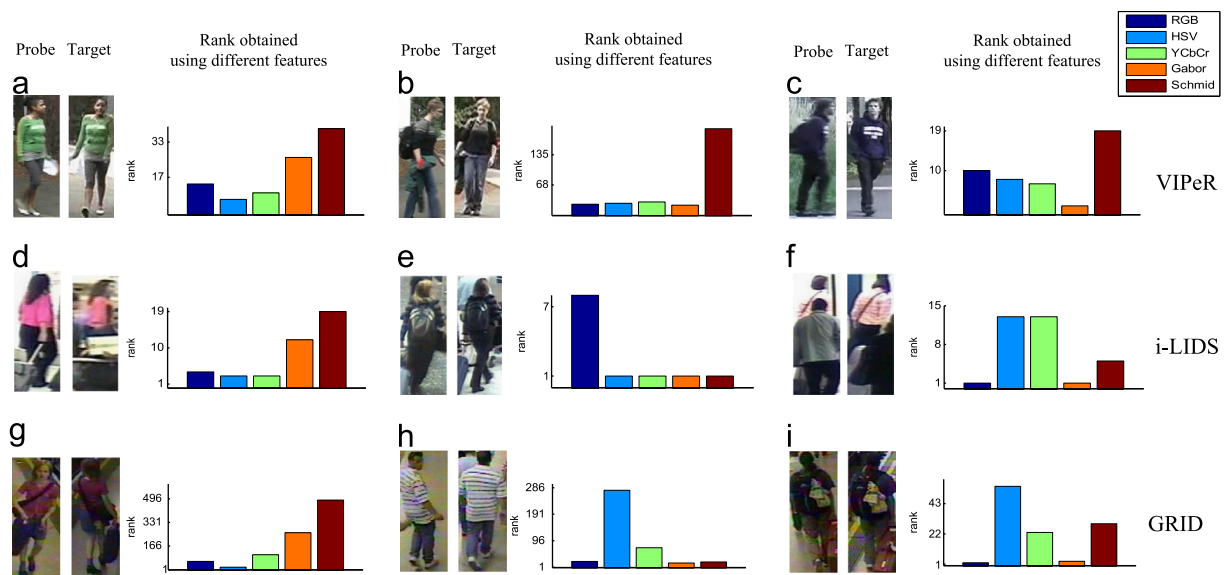 Probe Target
Rank obtained
using different features
Probe Target
Rank obtained
using different features
Probe Target
Rank obtained
using different features
RGB
HSV
YCbCr
Gabor
Schmid
a
rank
33
17
b
rank
135
68
c
rank
19
10
VIPeR
d
rank
19
10
1
e
rank
7
1
f
rank
15
8
1
i-LIDS
g
rank
496
331
166
1
h
rank
286
191
96
1
i
rank
43
22
1
GRID